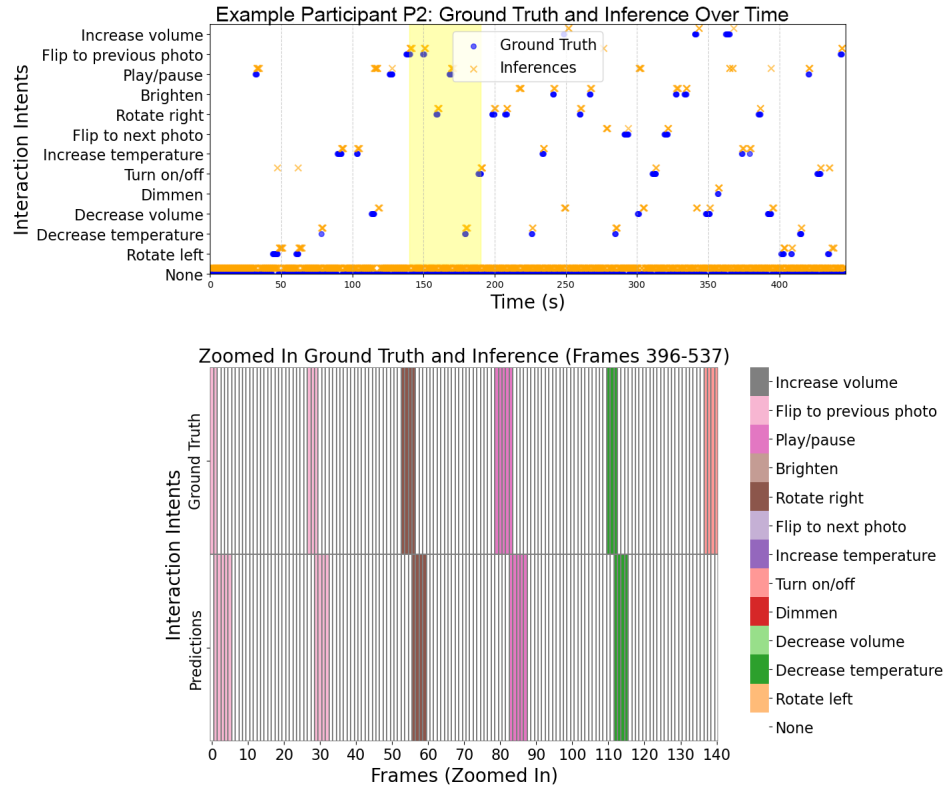 Example Participant P2: Ground Truth and Inference Over Time
Interaction Intents
Increase volume
Flip to previous photo
Play/pause
Brighten
Rotate right
Flip to next photo
Increase temperature
Turn on/off
Dimmen
Decrease volume
Decrease temperature
Rotate left
None
Ground Truth
Inferences
0 50 100 150 200 250 300 350 400
Time (s)
Zoomed In Ground Truth and Inference (Frames 396-537)
Interaction Intents
Ground Truth
Predictions
0 10 20 30 40 50 60 70 80 90 100 110 120 130 140
Frames (Zoomed In)
Increase volume
Flip to previous photo
Play/pause
Brighten
Rotate right
Flip to next photo
Increase temperature
Turn on/off
Dimmen
Decrease volume
Decrease temperature
Rotate left
None